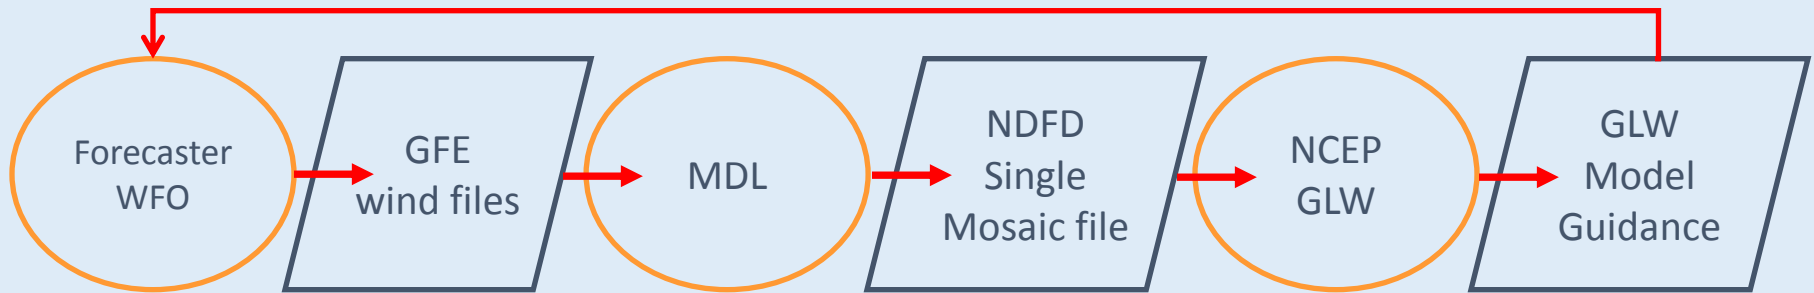 Forecaster
WFO
GFE
wind files
MDL
NDFD
Single
Mosaic file
NCEP
GLW
GLW
Model
Guidance